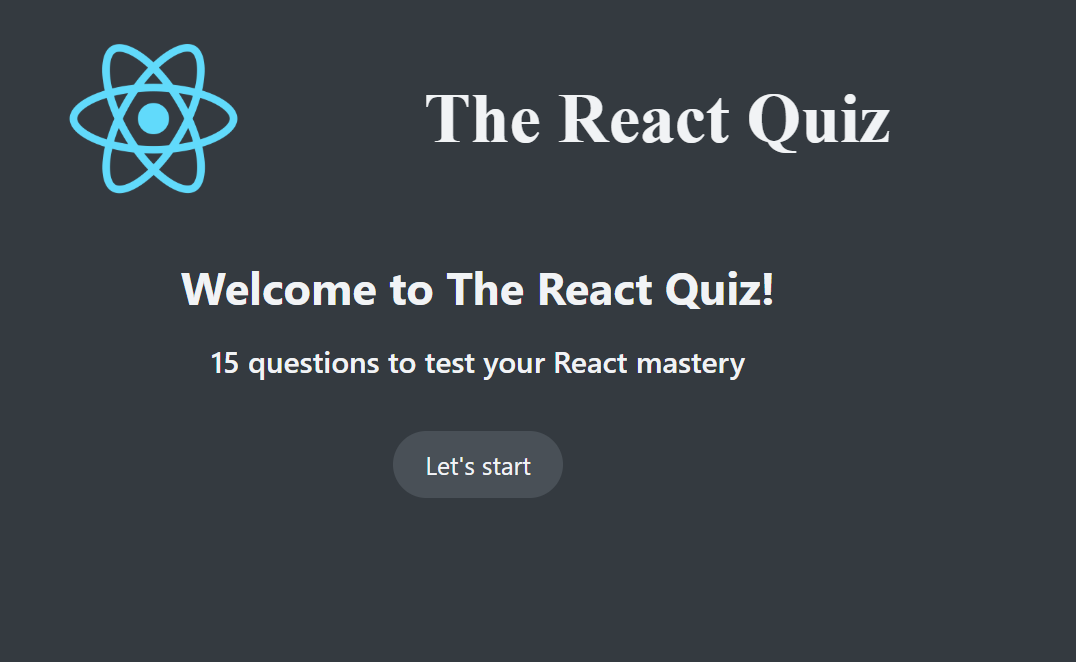 The React Quiz
Welcome to The React Quiz!
15 questions to test your React mastery
Let's start